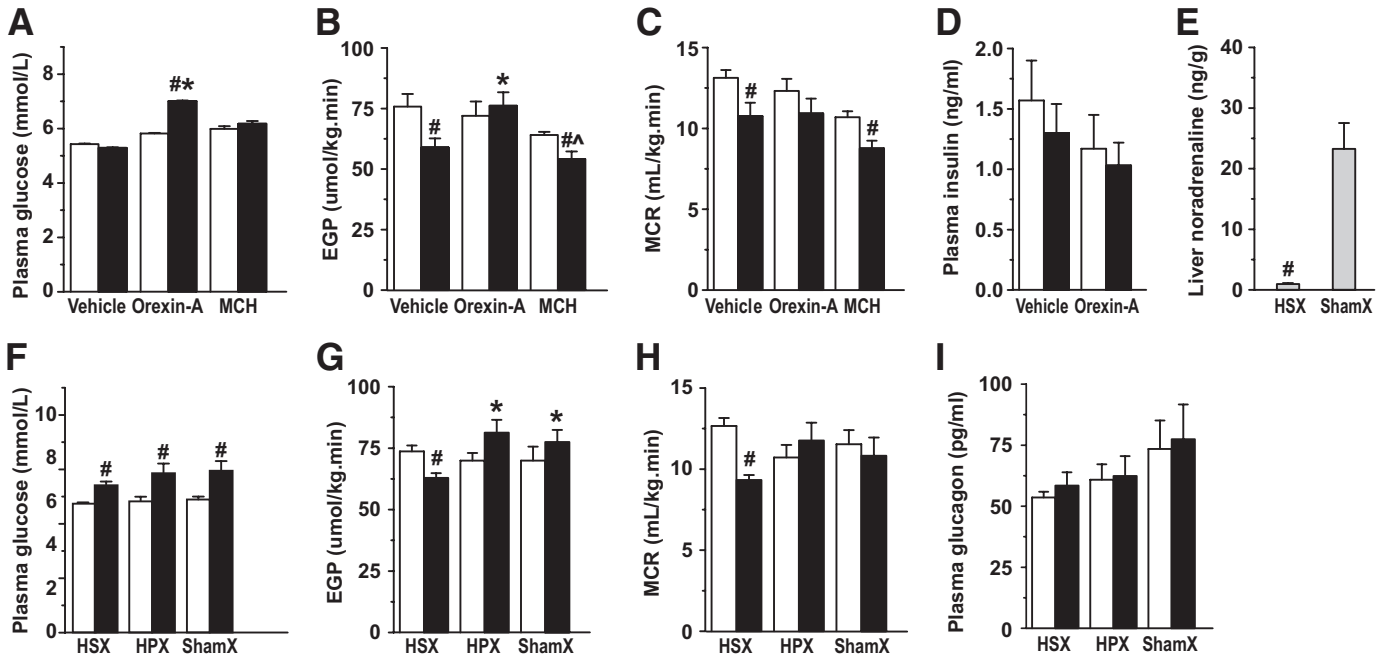 A
B
C
D
E
Plasma glucose (mmol/L)
8
6
4
2
0
#*
Vehicle Orexin-A MCH
EGP (umol/kg.min)
100
75
50
25
0
#
*
#^
Vehicle Orexin-A MCH
MCR (mL/kg.min)
15
10
5
0
#
#
Vehicle Orexin-A MCH
Plasma insulin (ng/ml)
2.0
1.5
1.0
0.5
0.0
Vehicle Orexin-A
Liver noradrenaline (ng/g)
40
30
20
10
0
#
HSX ShamX
F
G
H
I
Plasma glucose (mmol/L)
10
8
6
4
2
0
#
#
#
HSX HPX ShamX
EGP (umol/kg.min)
100
75
50
25
0
#
*
*
HSX HPX ShamX
MCR (mL/kg.min)
15
10
5
0
#
HSX HPX ShamX
Plasma glucagon (pg/ml)
100
75
50
25
0
HSX HPX ShamX